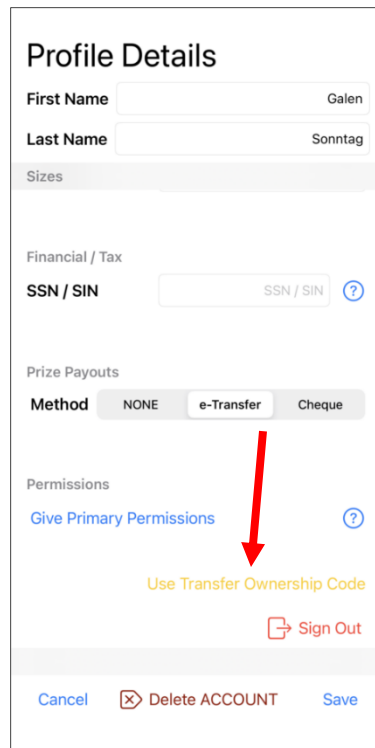 Profile Details
First Name Galen
Last Name Sonntag
Sizes
Financial / Tax
SSN / SIN SSN / SIN ?
Prize Payouts
Method NONE e-Transfer Cheque
Permissions
Give Primary Permissions ?
Use Transfer Ownership Code
Sign Out
Cancel Delete ACCOUNT Save